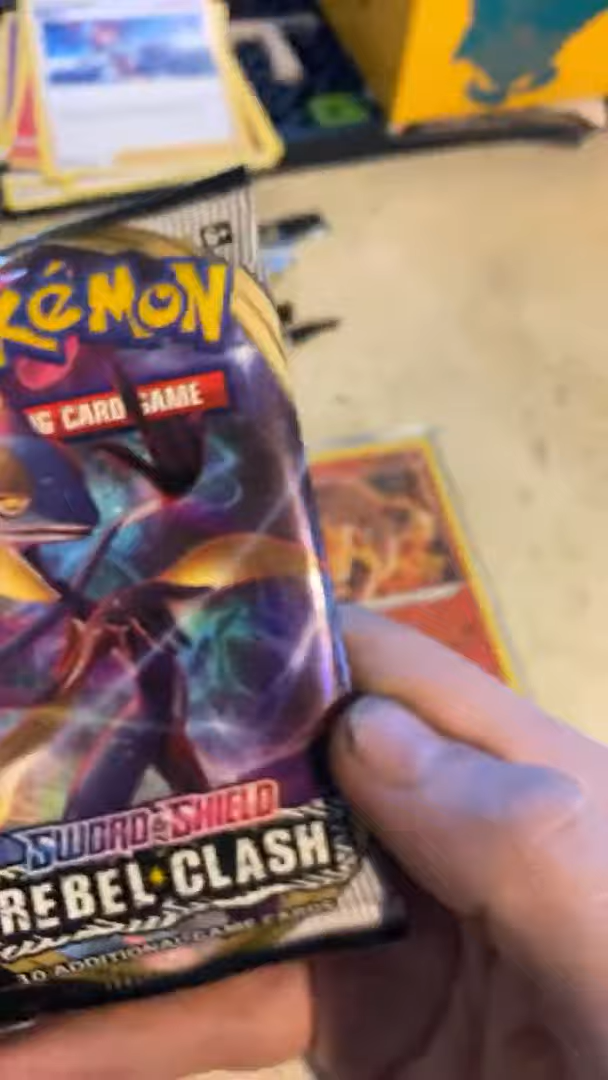 kéMON
G CARD GAME
SWORD & SHIELD
REBEL CLASH
10 ADDITIONAL GAME CARDS